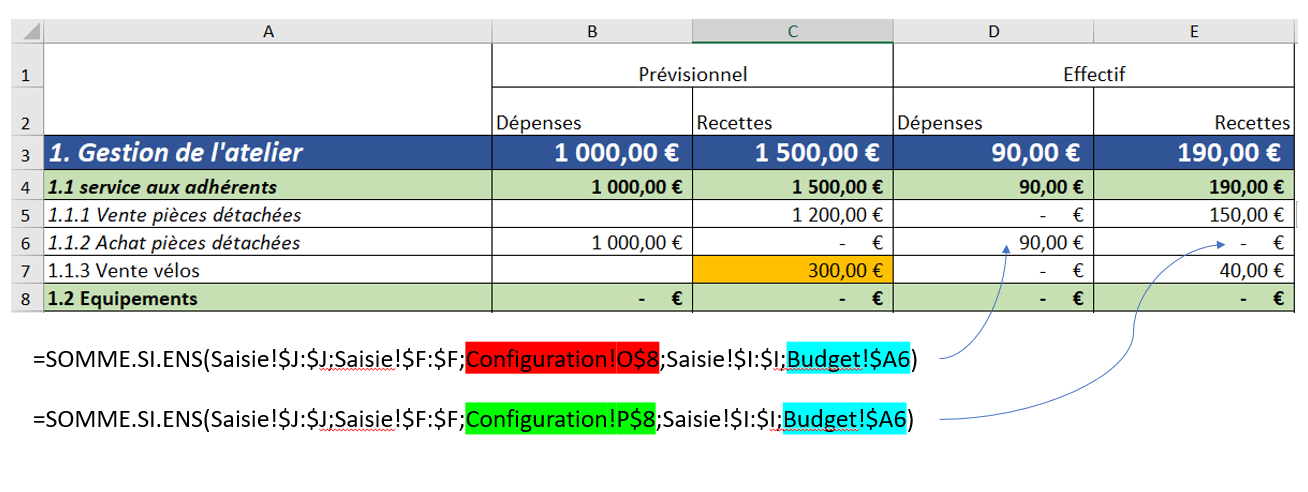 A B C D E
1 Prévisionnel Effectif
2 Dépenses Recettes Dépenses Recettes
3 1. Gestion de l'atelier 1 000,00 € 1 500,00 € 90,00 € 190,00 €
4 1.1 service aux adhérents 1 000,00 € 1 500,00 € 90,00 € 190,00 €
5 1.1.1 Vente pièces détachées 1 200,00 € - € 150,00 €
6 1.1.2 Achat pièces détachées 1 000,00 € - € 90,00 € - €
7 1.1.3 Vente vélos 300,00 € - € 40,00 €
8 1.2 Equipements - € - € - € - €
=SOMME.SI.ENS(Saisie!$J:$J;Saisie!$F:$F;Configuration!O$8;Saisie!$I:$I;Budget!$A6)
=SOMME.SI.ENS(Saisie!$J:$J;Saisie!$F:$F;Configuration!P$8;Saisie!$I:$I;Budget!$A6)